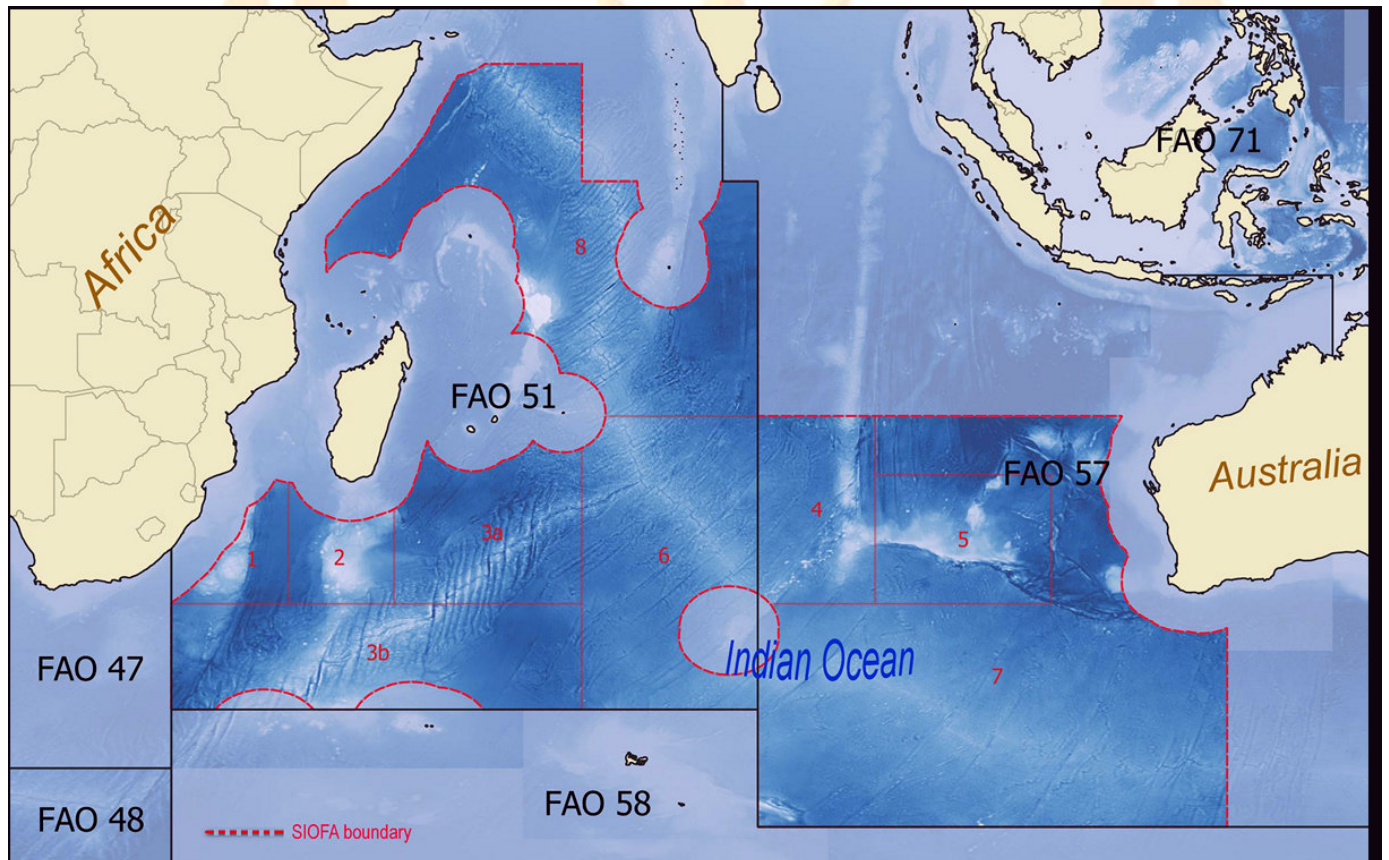 FAO 71
Africa
8
FAO 51
FAO 57
Australia
4
3a
5
1
2
6
3b
Indian Ocean
FAO 47
7
FAO 58
FAO 48
SIOFA boundary